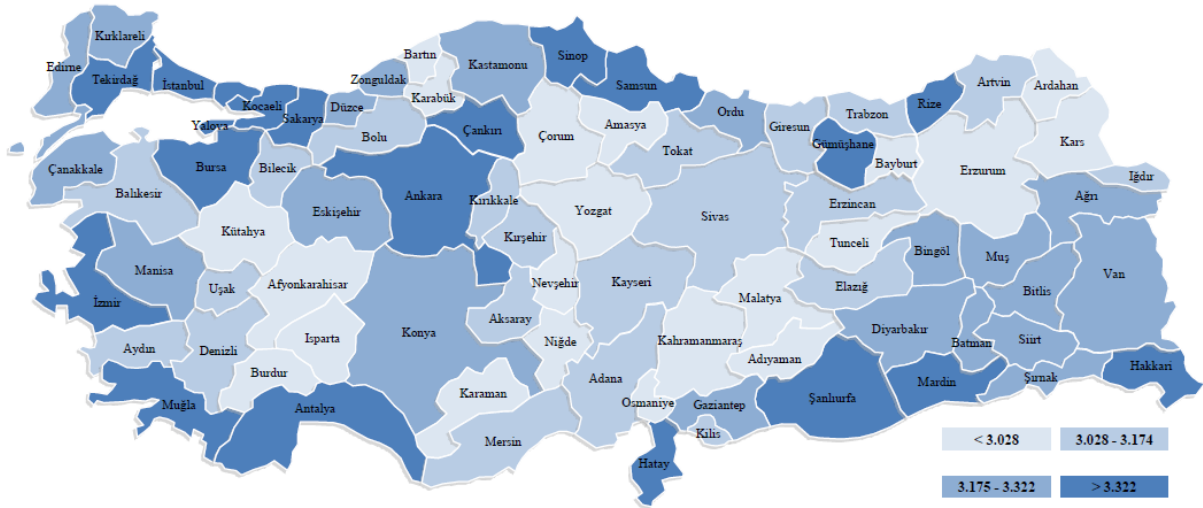 Kırklareli
Edirne
Tekirdağ
İstanbul
Kocaeli
Sakarya
Yalova
Düzce
Zonguldak
Bartın
Karabük
Kastamonu
Sinop
Samsun
Çankırı
Bolu
Çorum
Amasya
Tokat
Ordu
Giresun
Trabzon
Gümüşhane
Rize
Bayburt
Artvin
Ardahan
Kars
Erzurum
Iğdır
Ağrı
Çanakkale
Balıkesir
Bursa
Bilecik
Eskişehir
Ankara
Kırıkkale
Kırşehir
Yozgat
Sivas
Erzincan
Tunceli
Bingöl
Muş
Bitlis
Van
Kütahya
Manisa
Uşak
Afyonkarahisar
İzmir
Aydın
Denizli
Isparta
Burdur
Konya
Aksaray
Nevşehir
Niğde
Kayseri
Malatya
Elazığ
Diyarbakır
Batman
Siirt
Şırnak
Hakkari
Muğla
Antalya
Karaman
Mersin
Adana
Kahramanmaraş
Osmaniye
Adıyaman
Gaziantep
Kilis
Şanlıurfa
Mardin
Hatay
< 3.028
3.028 - 3.174
3.175 - 3.322
> 3.322